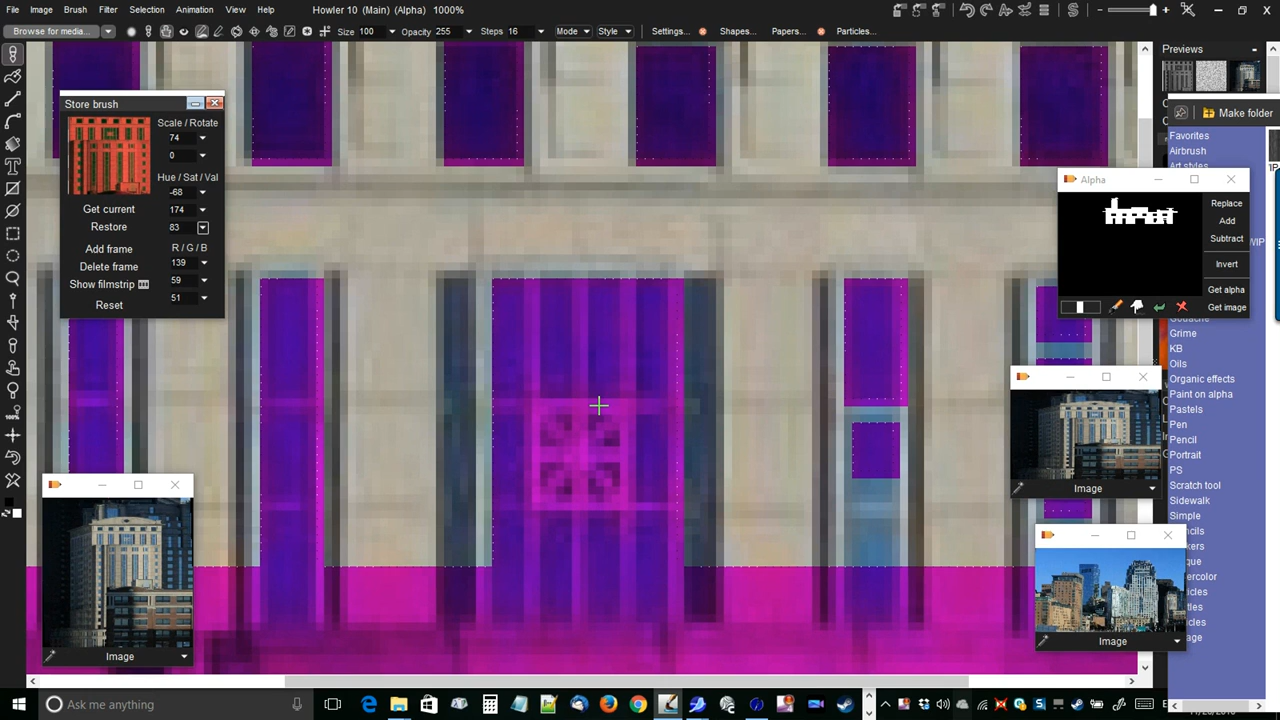 File Image Brush Filter Selection Animation View Help Howler 10 (Main) (Alpha) 1000%
Browse for media... Size 100 Opacity 255 Steps 16 Mode Style Settings... Shapes... Papers... Particles...
Previews
Store brush
Scale / Rotate
74
0
Hue / Sat / Val
-68
Get current 174
Restore 83
Add frame R / G / B
Delete frame 139
Show filmstrip 59
Reset 51
Make folder
Favorites
Airbrush
Art styles
Alpha
Replace
Add
Subtract
Invert
Get alpha
Get image
Grime
KB
Oils
Organic effects
Paint on alpha
Pastels
Pen
Pencil
Portrait
PS
Scratch tool
Sidewalk
Simple
Image
Image
Image
Ask me anything